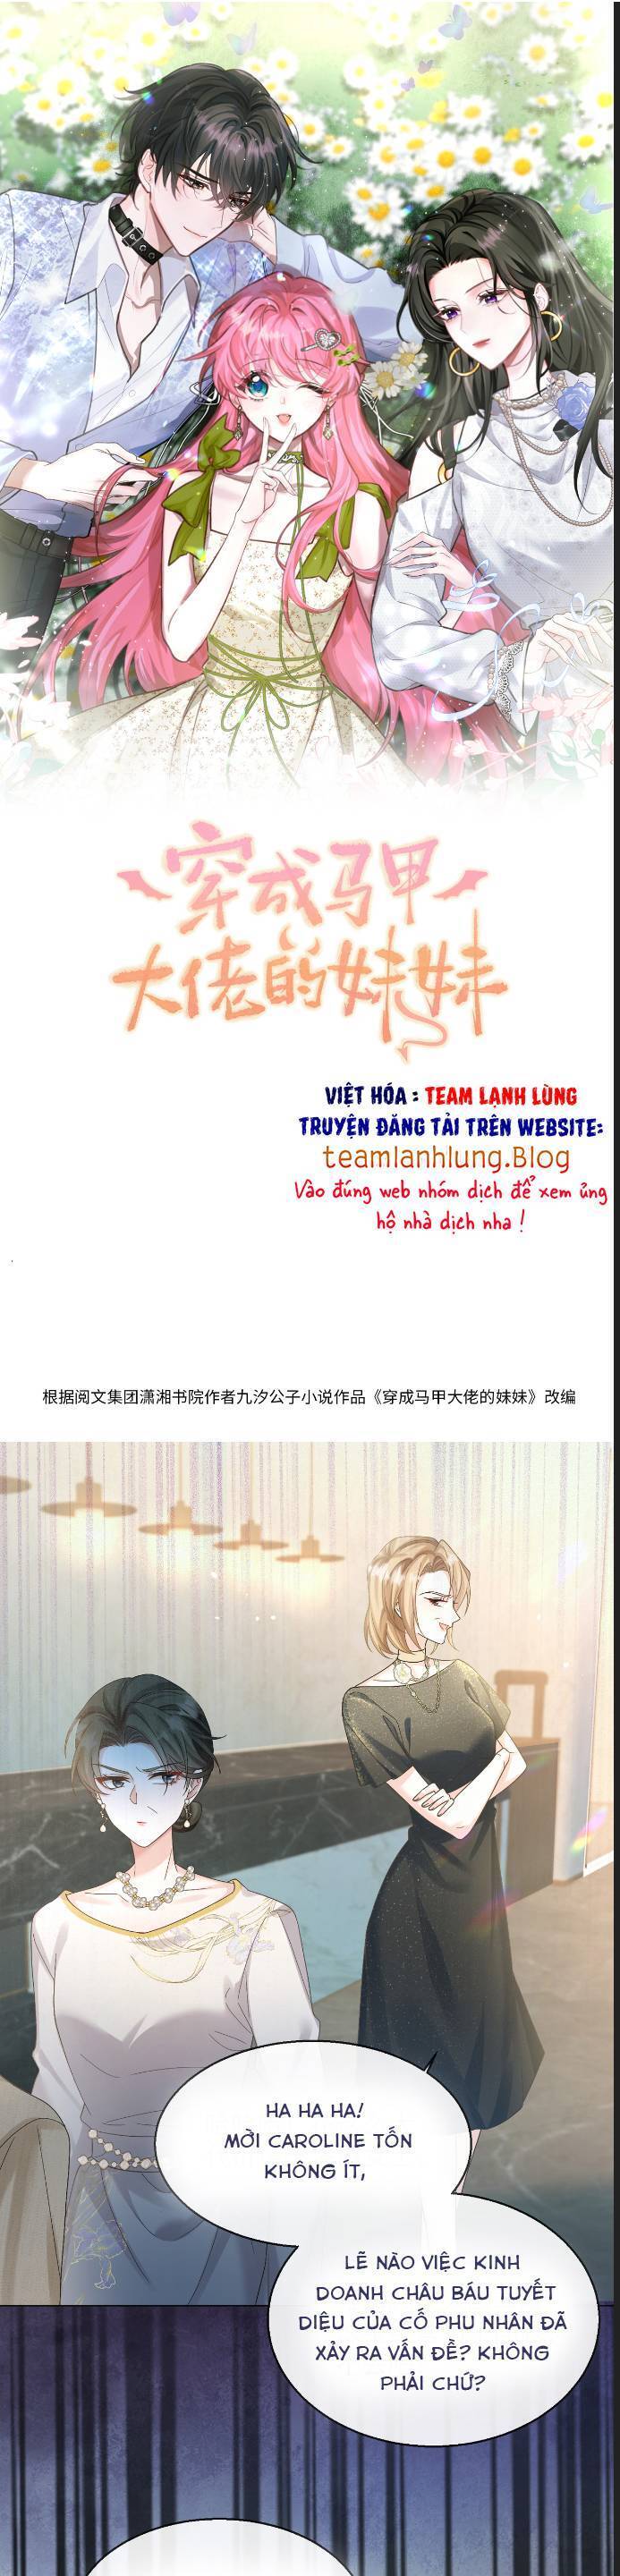 穿成马甲
大佬的妹妹
VIỆT HÓA : TEAM LẠNH LÙNG
TRUYỆN ĐĂNG TẢI TRÊN WEBSITE:
teamlanhlung.Blog
Vào đúng web nhóm dịch để xem ủng
hộ nhà dịch nha !
根据阅文集团潇湘书院作者九汐公子小说作品《穿成马甲大佬的妹妹》改编
HA HA HA!
MỜI CAROLINE TỐN
KHÔNG ÍT,
LẼ NÀO VIỆC KINH
DOANH CHÂU BÁU TUYẾT
DIỆU CỦA CỐ PHU NHÂN ĐÃ
XẢY RA VẤN ĐỀ? KHÔNG
PHẢI CHỨ?